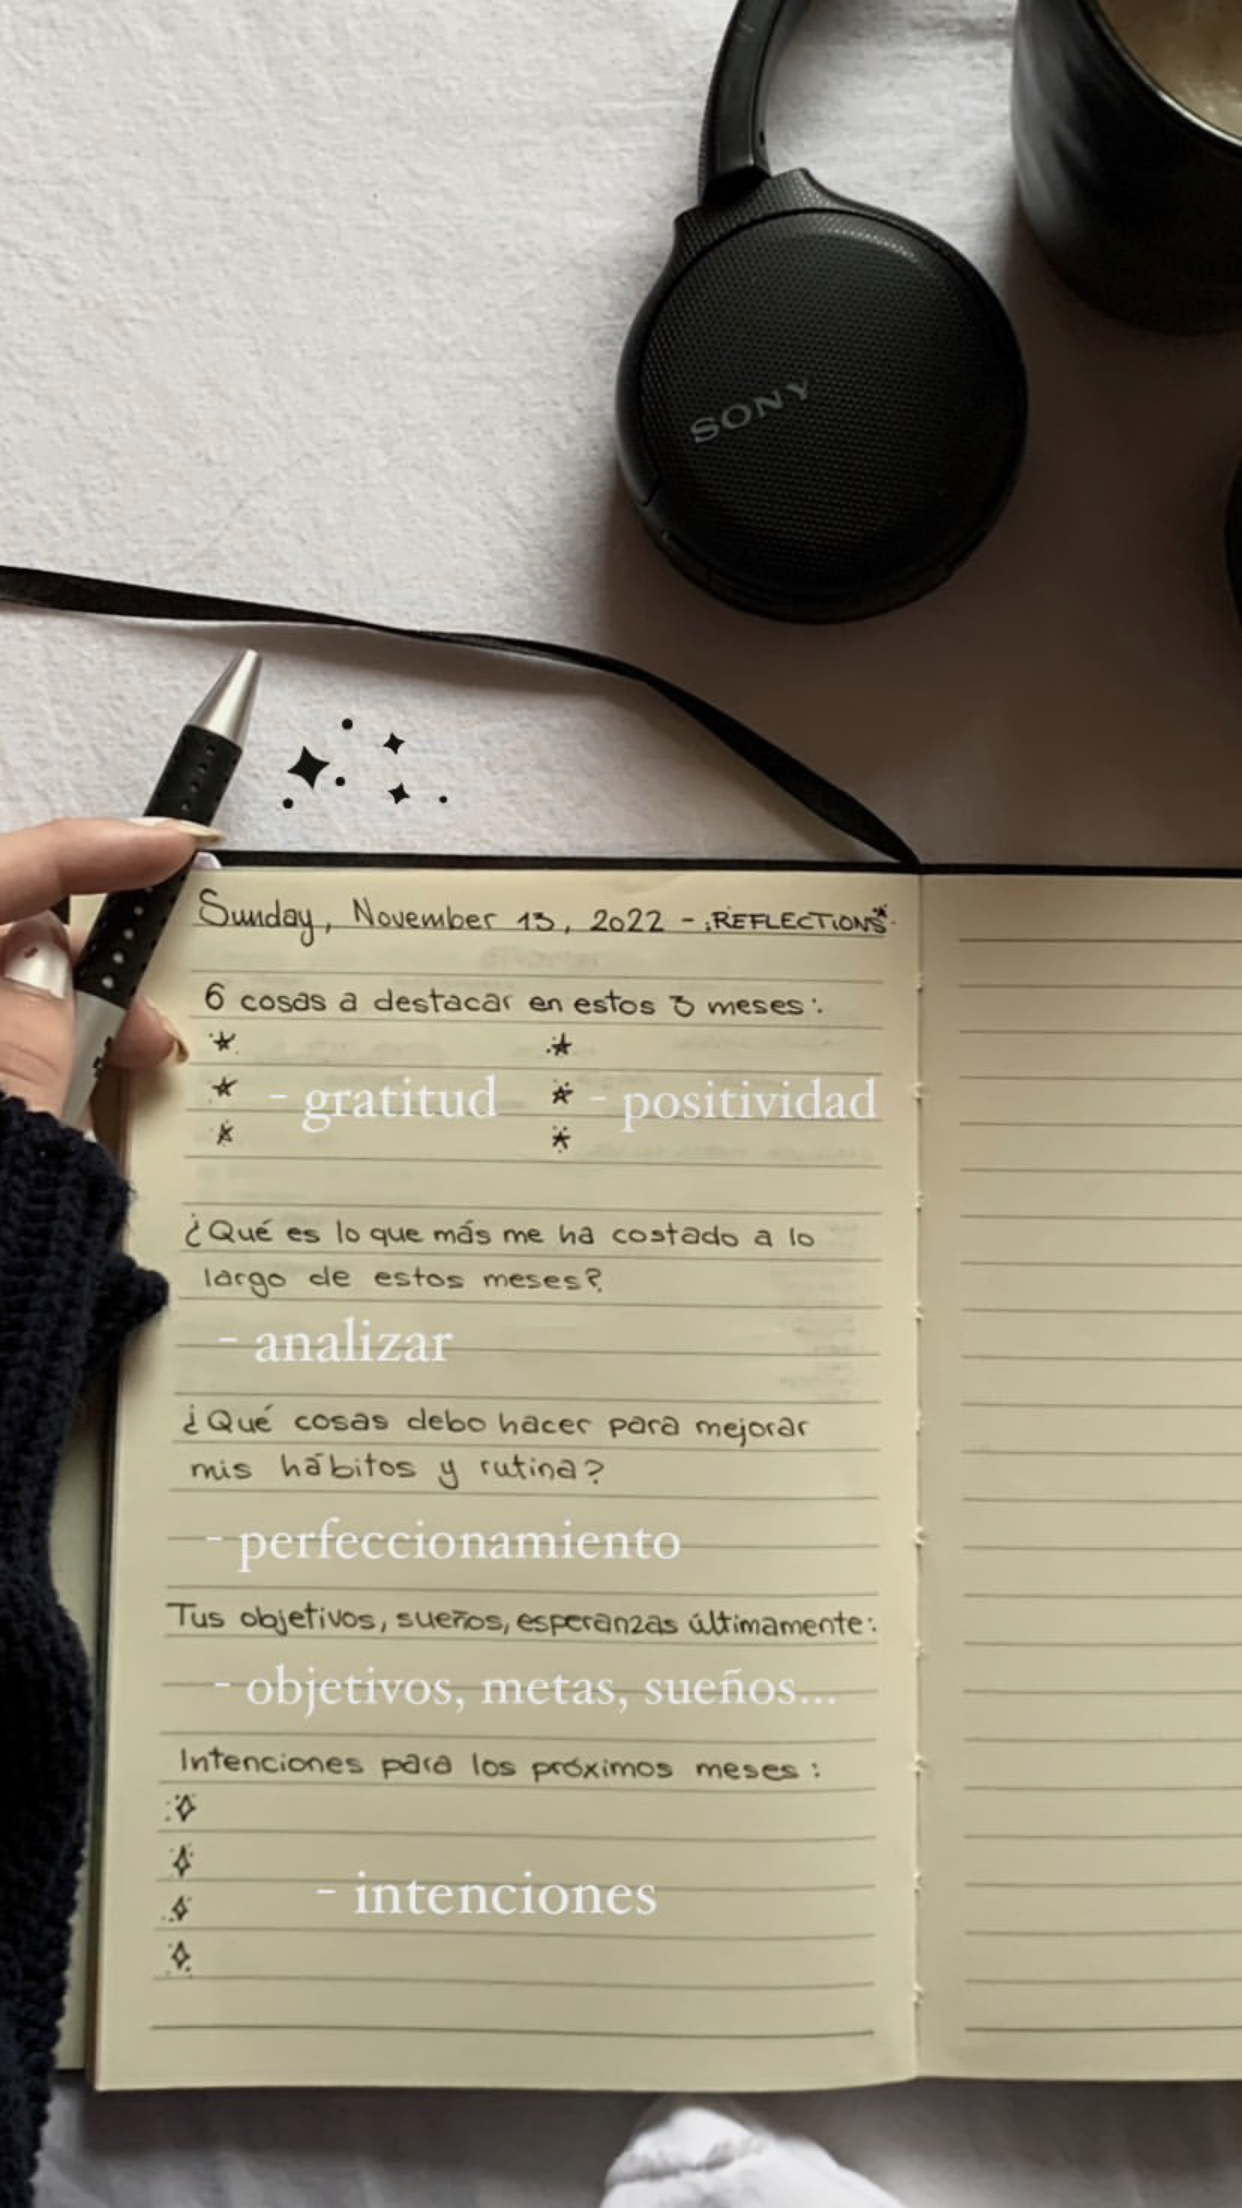 SONY
Sunday, November 13, 2022 - REFLECTIONS
6 cosas a destacar en estos 3 meses:
- gratitud - positividad
¿Qué es lo que más me ha costado a lo
largo de estos meses?
- analizar
¿Qué cosas debo hacer para mejorar
mis hábitos y rutina?
- perfeccionamiento
Tus objetivos, sueños, esperanzas últimamente:
- objetivos, metas, sueños...
Intenciones para los próximos meses:
- intenciones